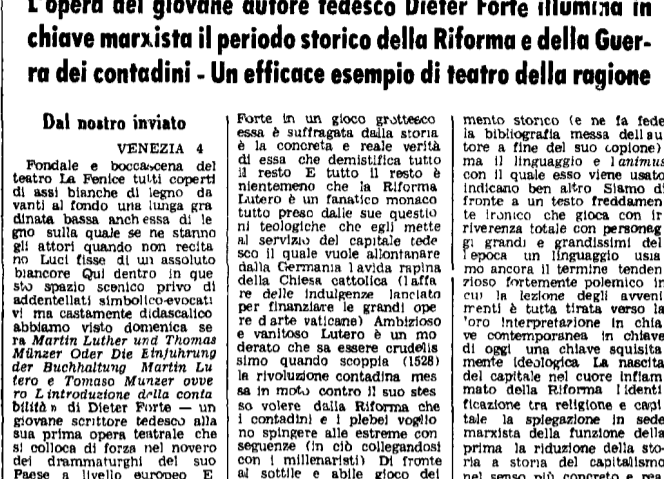 L'opera del giovane autore tedesco Dieter Forte illumina in
chiave marxista il periodo storico della Riforma e della Guer-
ra dei contadini - Un efficace esempio di teatro della ragione
Dal nostro inviato
VENEZIA 4
Fondale e boccascena del
teatro La Fenice tutti coperti
di assi bianche di legno da
vanti al fondo una lunga gra
dinata bassa anch essa di le
gno sulla quale se ne stanno
gli attori quando non recita
no Luci fisse di un assoluto
biancore Qui dentro in que
sto spazio scenico privo di
addentellati simbolico-evocati
vi ma castamente didascalico
abbiamo visto domenica se
ra Martin Luther und Thomas
Münzer Oder Die Einfuhrung
der Buchhaltung Martin Lu
tero e Tomaso Munzer ovve
ro L introduzione della conta
bilità » di Dieter Forte — un
giovane scrittore tedesco alla
sua prima opera teatrale che
si colloca di forza nel novero
dei drammaturghi del suo
Paese a livello europeo E
Forte in un gioco grottesco
essa è suffragata dalla storia
è la concreta e reale verità
di essa che demistifica tutto
il resto E tutto il resto è
nientemeno che la Riforma
Lutero è un fanatico monaco
tutto preso dalle sue questio
ni teologiche che egli mette
al servizio del capitale tede
sco il quale vuole allontanare
dalla Germania l avida rapina
della Chiesa cattolica (l affa
re delle indulgenze lanciato
per finanziare le grandi ope
re d arte vaticane) Ambizioso
e vanitoso Lutero è un mo
derato che sa essere crudelis
simo quando scoppia (1528)
la rivoluzione contadina mes
sa in moto contro il suo stes
so volere dalla Riforma che
i contadini e i plebei voglio
no spingere alle estreme con
seguenze (in ciò collegandosi
con i millenaristi) Di fronte
al sottile e abile gioco del
mento storico (e ne fa fede
la bibliografia messa dell au
tore a fine del suo copione)
ma il linguaggio e l animus
con il quale esso viene usato
indicano ben altro Siamo di
fronte a un testo freddamen
te ironico che gioca con ir
riverenza totale con personag
gi grandi e grandissimi del
l epoca un linguaggio usia
mo ancora il termine tenden
zioso fortemente polemico in
cui la lezione degli avveni
menti è tutta tirata verso la
loro interpretazione in chia
ve contemporanea in chiave
di oggi una chiave squisita
mente ideologica La nascita
del capitale nel cuore infiam
mato della Riforma l identi
ficazione tra religione e capi
tale la spiegazione in sede
marxista della funzione della
prima la riduzione della sto-
ria a storia del capitalismo
nel senso più concreto e rea